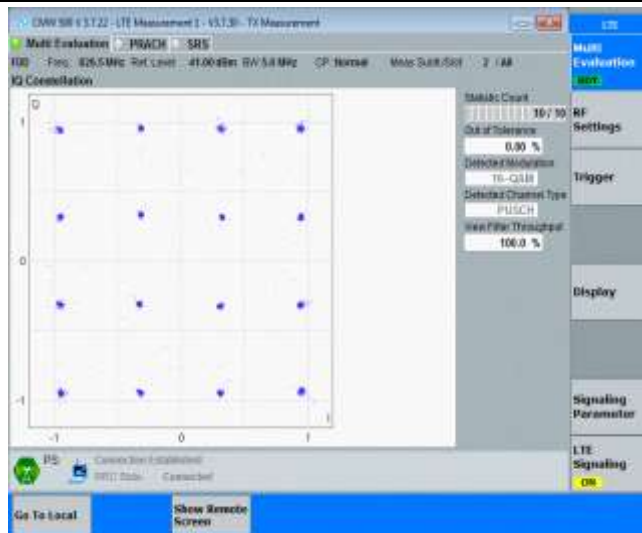 CMW 500 V 3.7.22 - LTE Measurement 1 - V3.7.30 - TX Measurement
LTE
Multi Evaluation PRACH SRS
Multi
Evaluation
RDY
FDD Freq. 826.5 MHz Ref. Level 41.00 dBm BW 5.0 MHz CP Normal Meas Subfr/Slot 2 / All
IQ Constellation
Q
Statistic Count
10 / 10
Out of Tolerance
0.00 %
Detected Modulation
16-QAM
Detected Channel Type
PUSCH
View Filter Throughput
100.0 %
RF
Settings
Trigger
Display
Signaling
Parameter
LTE
Signaling
ON
1
0
-1
I
-1 0 1
PS
Connection Established
RRC State Connected
Go To Local
Show Remote
Screen